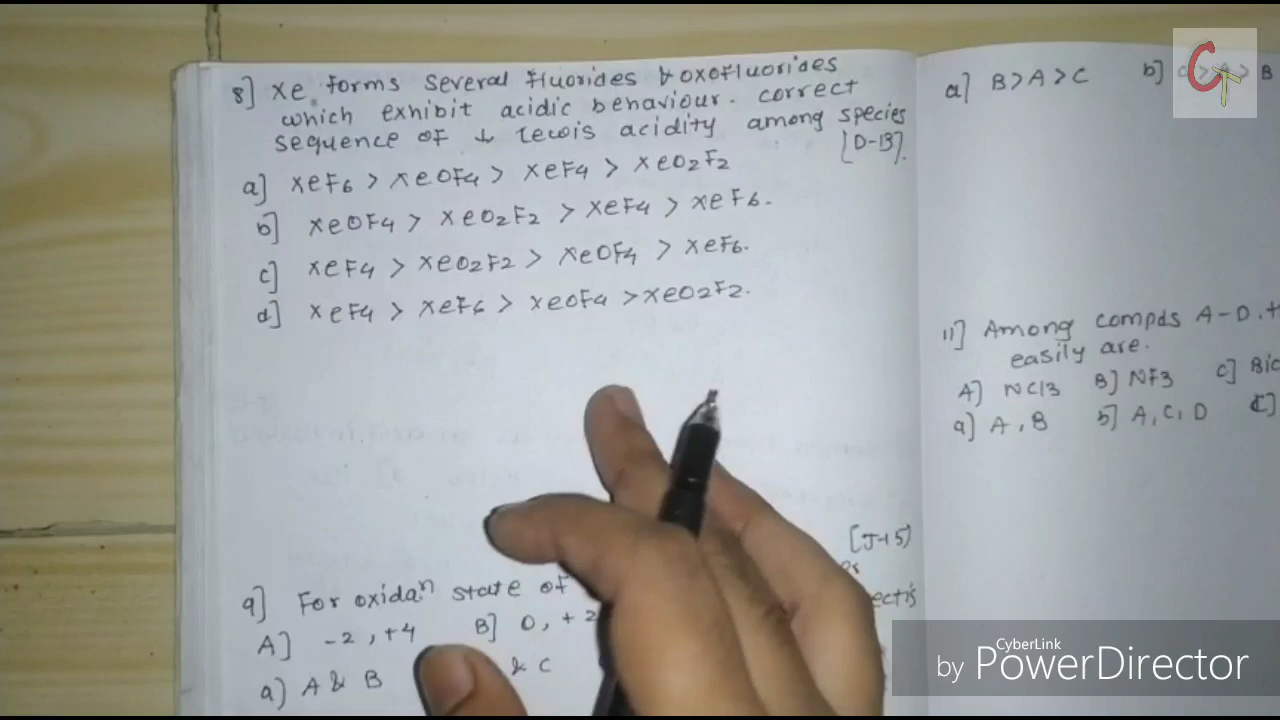 8] Xe forms several fluorides & oxofluorides
which exhibit acidic behaviour. correct
sequence of ↓ lewis acidity among species
[D-13].
a] XeF6 > XeOF4 > XeF4 > XeO2F2
b] XeOF4 > XeO2F2 > XeF4 > XeF6.
c] XeF4 > XeO2F2 > XeOF4 > XeF6.
d] XeF4 > XeF6 > XeOF4 > XeO2F2.
[J-15]
9] For oxidan state of
A] -2, +4 B] 0, +2
a) A & B & C
a] B > A > C b] C > A > B
11] Among compds A-D,
easily are.
A] NCl3 B] NF3 C]
a] A, B b] A, C, D
CT
CyberLink
by PowerDirector